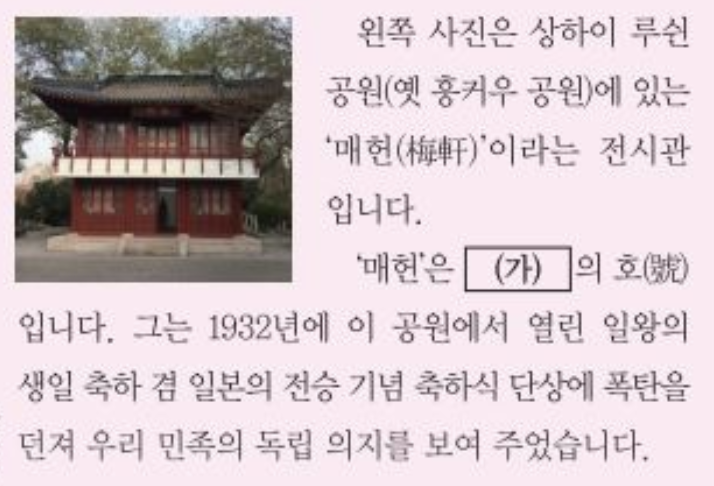 왼쪽 사진은 상하이 루쉰
공원(옛 훙커우 공원)에 있는
‘매헌(梅軒)’이라는 전시관
입니다.
‘매헌’은 (가) 의 호(號)
입니다. 그는 1932년에 이 공원에서 열린 일왕의
생일 축하 겸 일본의 전승 기념 축하식 단상에 폭탄을
던져 우리 민족의 독립 의지를 보여 주었습니다.